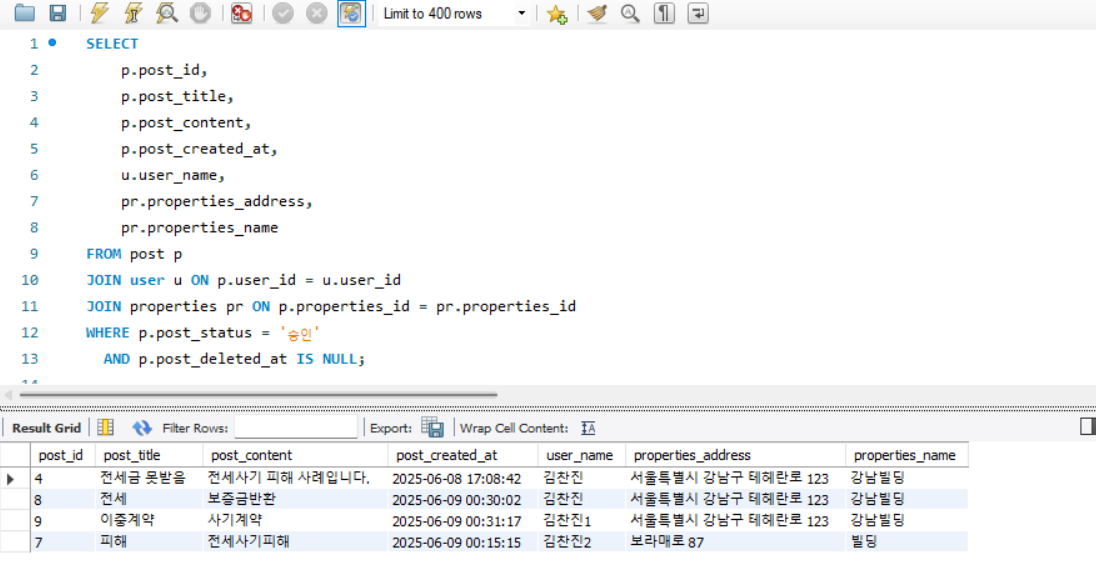 Limit to 400 rows
1 SELECT
2 p.post_id,
3 p.post_title,
4 p.post_content,
5 p.post_created_at,
6 u.user_name,
7 pr.properties_address,
8 pr.properties_name
9 FROM post p
10 JOIN user u ON p.user_id = u.user_id
11 JOIN properties pr ON p.properties_id = pr.properties_id
12 WHERE p.post_status = '승인'
13 AND p.post_deleted_at IS NULL;
14
Result Grid Filter Rows: Export: Wrap Cell Content: IA
post_id post_title post_content post_created_at user_name properties_address properties_name
4 전세금 못받음 전세사기 피해 사례입니다. 2025-06-08 17:08:42 김찬진 서울특별시 강남구 테헤란로 123 강남빌딩
8 전세 보증금반환 2025-06-09 00:30:02 김찬진 서울특별시 강남구 테헤란로 123 강남빌딩
9 이중계약 사기계약 2025-06-09 00:31:17 김찬진1 서울특별시 강남구 테헤란로 123 강남빌딩
7 피해 전세사기피해 2025-06-09 00:15:15 김찬진2 보라매로 87 빌딩